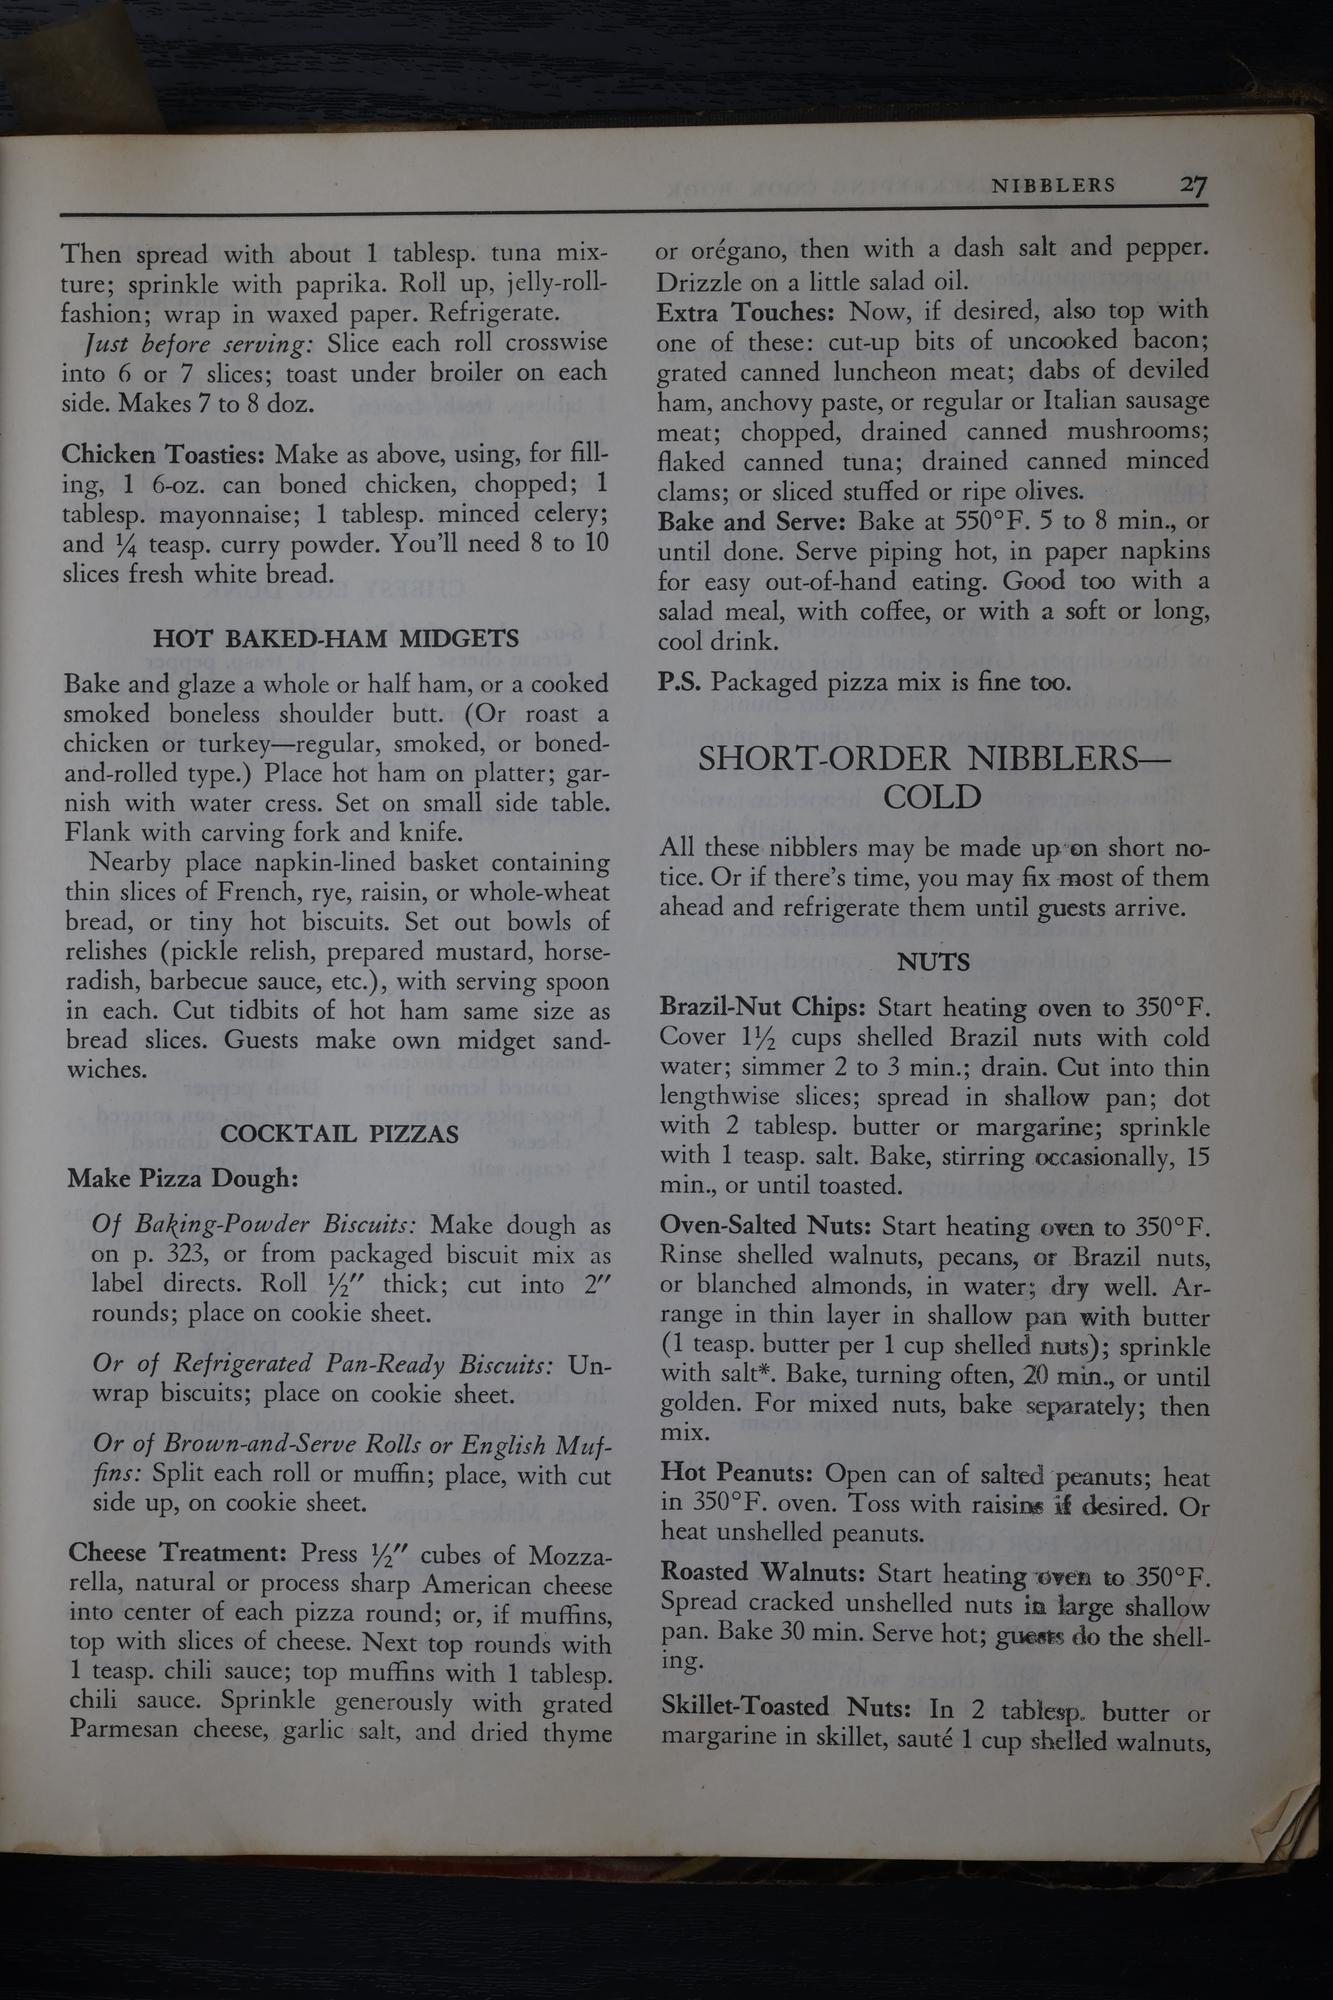 NIBBLERS 27
Then spread with about 1 tablesp. tuna mix-
ture; sprinkle with paprika. Roll up, jelly-roll-
fashion; wrap in waxed paper. Refrigerate.
Just before serving: Slice each roll crosswise
into 6 or 7 slices; toast under broiler on each
side. Makes 7 to 8 doz.
Chicken Toasties: Make as above, using, for fill-
ing, 1 6-oz. can boned chicken, chopped; 1
tablesp. mayonnaise; 1 tablesp. minced celery;
and ¼ teasp. curry powder. You'll need 8 to 10
slices fresh white bread.
HOT BAKED-HAM MIDGETS
Bake and glaze a whole or half ham, or a cooked
smoked boneless shoulder butt. (Or roast a
chicken or turkey—regular, smoked, or boned-
and-rolled type.) Place hot ham on platter; gar-
nish with water cress. Set on small side table.
Flank with carving fork and knife.
Nearby place napkin-lined basket containing
thin slices of French, rye, raisin, or whole-wheat
bread, or tiny hot biscuits. Set out bowls of
relishes (pickle relish, prepared mustard, horse-
radish, barbecue sauce, etc.), with serving spoon
in each. Cut tidbits of hot ham same size as
bread slices. Guests make own midget sand-
wiches.
COCKTAIL PIZZAS
Make Pizza Dough:
Of Baking-Powder Biscuits: Make dough as
on p. 323, or from packaged biscuit mix as
label directs. Roll ½″ thick; cut into 2″
rounds; place on cookie sheet.
Or of Refrigerated Pan-Ready Biscuits: Un-
wrap biscuits; place on cookie sheet.
Or of Brown-and-Serve Rolls or English Muf-
fins: Split each roll or muffin; place, with cut
side up, on cookie sheet.
Cheese Treatment: Press ½″ cubes of Mozza-
rella, natural or process sharp American cheese
into center of each pizza round; or, if muffins,
top with slices of cheese. Next top rounds with
1 teasp. chili sauce; top muffins with 1 tablesp.
chili sauce. Sprinkle generously with grated
Parmesan cheese, garlic salt, and dried thyme
or orégano, then with a dash salt and pepper.
Drizzle on a little salad oil.
Extra Touches: Now, if desired, also top with
one of these: cut-up bits of uncooked bacon;
grated canned luncheon meat; dabs of deviled
ham, anchovy paste, or regular or Italian sausage
meat; chopped, drained canned mushrooms;
flaked canned tuna; drained canned minced
clams; or sliced stuffed or ripe olives.
Bake and Serve: Bake at 550°F. 5 to 8 min., or
until done. Serve piping hot, in paper napkins
for easy out-of-hand eating. Good too with a
salad meal, with coffee, or with a soft or long,
cool drink.
P.S. Packaged pizza mix is fine too.
SHORT-ORDER NIBBLERS—
COLD
All these nibblers may be made up on short no-
tice. Or if there's time, you may fix most of them
ahead and refrigerate them until guests arrive.
NUTS
Brazil-Nut Chips: Start heating oven to 350°F.
Cover 1½ cups shelled Brazil nuts with cold
water; simmer 2 to 3 min.; drain. Cut into thin
lengthwise slices; spread in shallow pan; dot
with 2 tablesp. butter or margarine; sprinkle
with 1 teasp. salt. Bake, stirring occasionally, 15
min., or until toasted.
Oven-Salted Nuts: Start heating oven to 350°F.
Rinse shelled walnuts, pecans, or Brazil nuts,
or blanched almonds, in water; dry well. Ar-
range in thin layer in shallow pan with butter
(1 teasp. butter per 1 cup shelled nuts); sprinkle
with salt*. Bake, turning often, 20 min., or until
golden. For mixed nuts, bake separately; then
mix.
Hot Peanuts: Open can of salted peanuts; heat
in 350°F. oven. Toss with raisins if desired. Or
heat unshelled peanuts.
Roasted Walnuts: Start heating oven to 350°F.
Spread cracked unshelled nuts in large shallow
pan. Bake 30 min. Serve hot; guests do the shell-
ing.
Skillet-Toasted Nuts: In 2 tablesp. butter or
margarine in skillet, sauté 1 cup shelled walnuts,